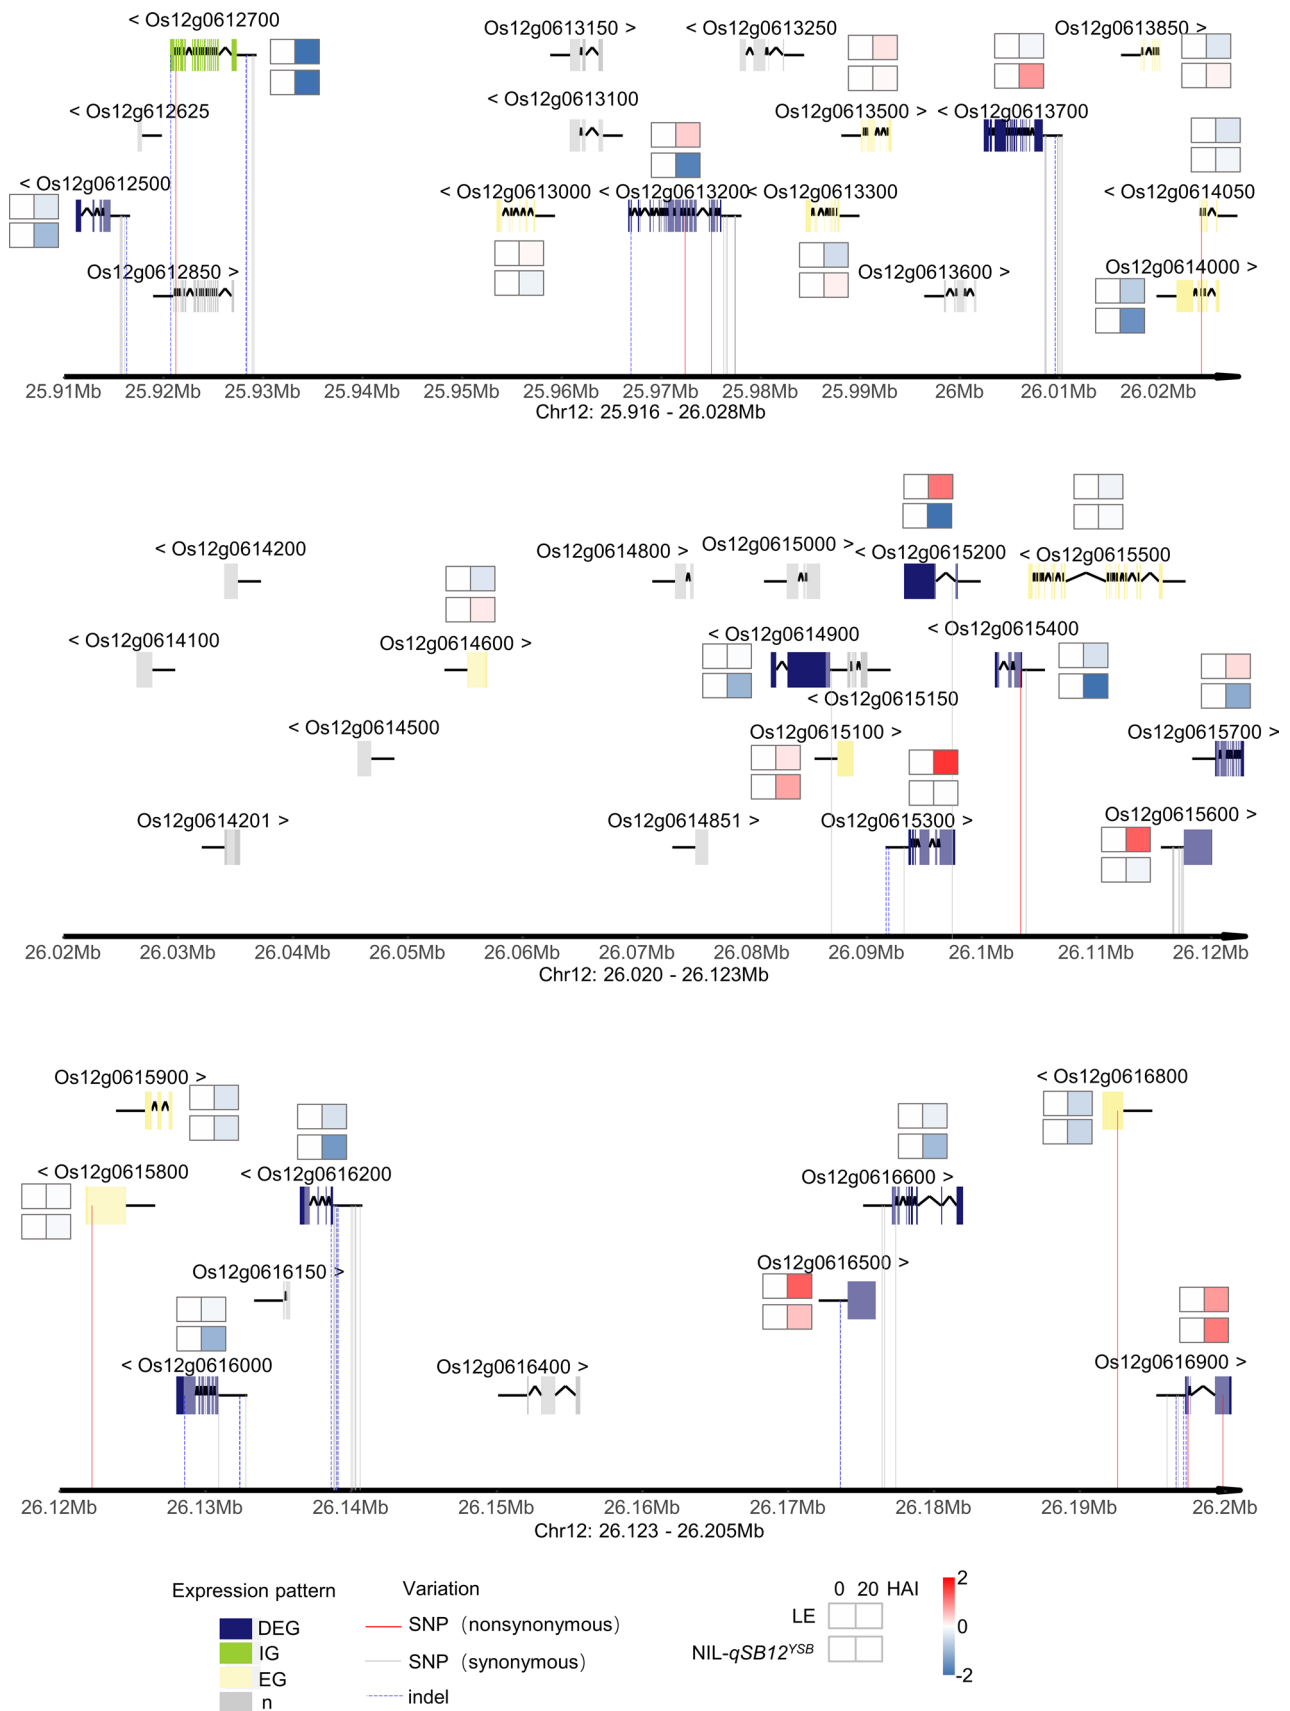 < Os12g0612700
Os12g0613150 >
< Os12g0613250
Os12g0613850 >
< Os12g0613100
< Os12g612625
Os12g0613500 >
< Os12g0613700
< Os12g0612500
< Os12g0613000
< Os12g0613200
< Os12g0613300
< Os12g0614050
Os12g0612850 >
Os12g0613600 >
Os12g0614000 >
25.91Mb 25.92Mb 25.93Mb 25.94Mb 25.95Mb 25.96Mb 25.97Mb 25.98Mb 25.99Mb 26Mb 26.01Mb 26.02Mb
Chr12: 25.916 - 26.028Mb
< Os12g0614200
Os12g0614800 >
Os12g0615000 >
< Os12g0615200
< Os12g0615500
< Os12g0614100
Os12g0614600 >
< Os12g0614900
< Os12g0615400
< Os12g0615150
< Os12g0614500
Os12g0615100 >
Os12g0615700 >
Os12g0614201 >
Os12g0614851 >
Os12g0615300 >
Os12g0615600 >
26.02Mb 26.03Mb 26.04Mb 26.05Mb 26.06Mb 26.07Mb 26.08Mb 26.09Mb 26.1Mb 26.11Mb 26.12Mb
Chr12: 26.020 - 26.123Mb
Os12g0615900 >
< Os12g0616800
< Os12g0615800
< Os12g0616200
Os12g0616600 >
Os12g0616150 >
Os12g0616500 >
< Os12g0616000
Os12g0616400 >
Os12g0616900 >
26.12Mb 26.13Mb 26.14Mb 26.15Mb 26.16Mb 26.17Mb 26.18Mb 26.19Mb 26.2Mb
Chr12: 26.123 - 26.205Mb
Expression pattern
DEG
IG
EG
n
Variation
SNP（nonsynonymous）
SNP（synonymous）
indel
0 20 HAI
LE
NIL-qSB12YSB
2
0
-2